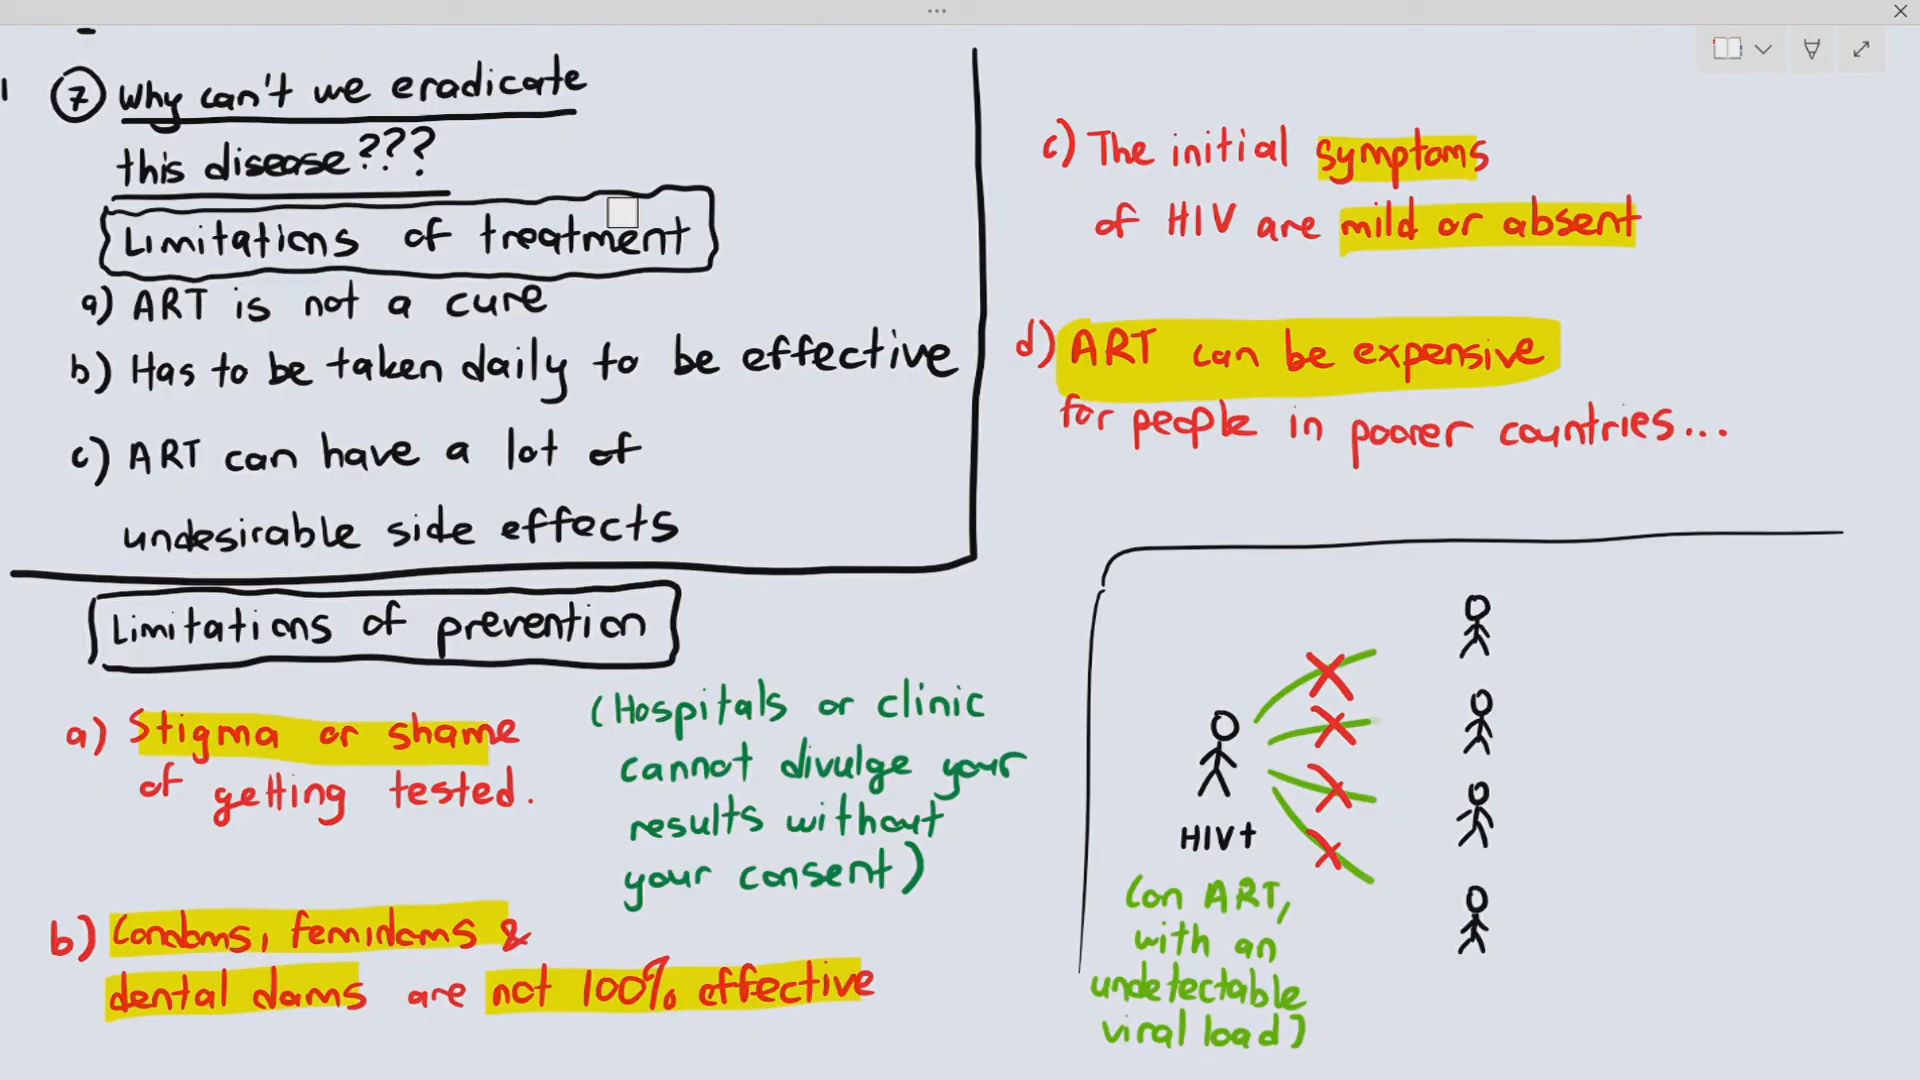 7 Why can't we eradicate
this disease???
Limitations of treatment
a) ART is not a cure
b) Has to be taken daily to be effective
c) ART can have a lot of
undesirable side effects
Limitations of prevention
a) Stigma or shame
of getting tested.
(Hospitals or clinic
cannot divulge your
results without
your consent)
b) Condoms, femidoms &
dental dams are not 100% effective
c) The initial symptoms
of HIV are mild or absent
d) ART can be expensive
for people in poorer countries...
HIV+
(on ART,
with an
undetectable
viral load)